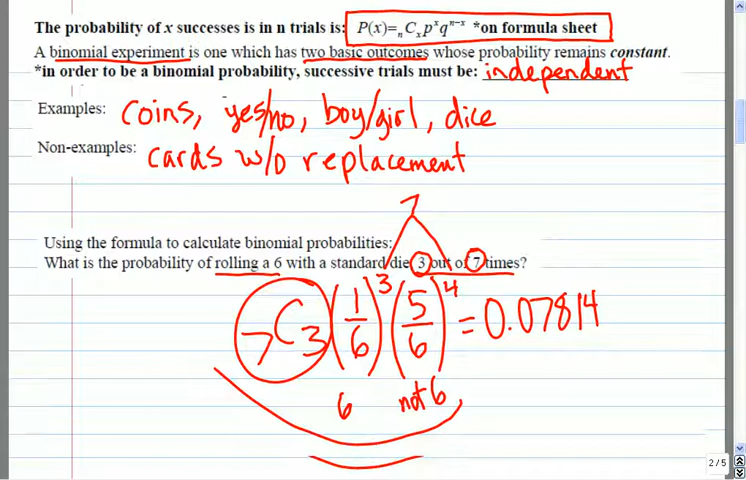 The probability of x successes is in n trials is: P(x)=ₙCₓ pˣqⁿ⁻ˣ *on formula sheet
A binomial experiment is one which has two basic outcomes whose probability remains constant.
*in order to be a binomial probability, successive trials must be: independent
Examples: coins, yes/no, boy/girl, dice
Non-examples: cards w/o replacement
7
Using the formula to calculate binomial probabilities:
What is the probability of rolling a 6 with a standard die 3 out of 7 times?
₇C₃ (1/6)³ (5/6)⁴ = 0.07814
6 not 6
2/5